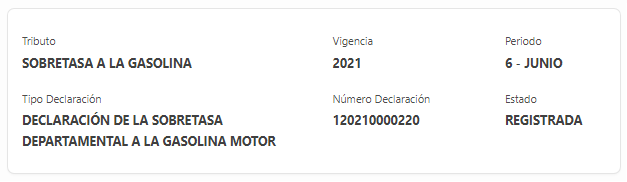 Tributo
SOBRETASA A LA GASOLINA
Vigencia
2021
Periodo
6 - JUNIO
Tipo Declaración
DECLARACIÓN DE LA SOBRETASA
DEPARTAMENTAL A LA GASOLINA MOTOR
Número Declaración
120210000220
Estado
REGISTRADA